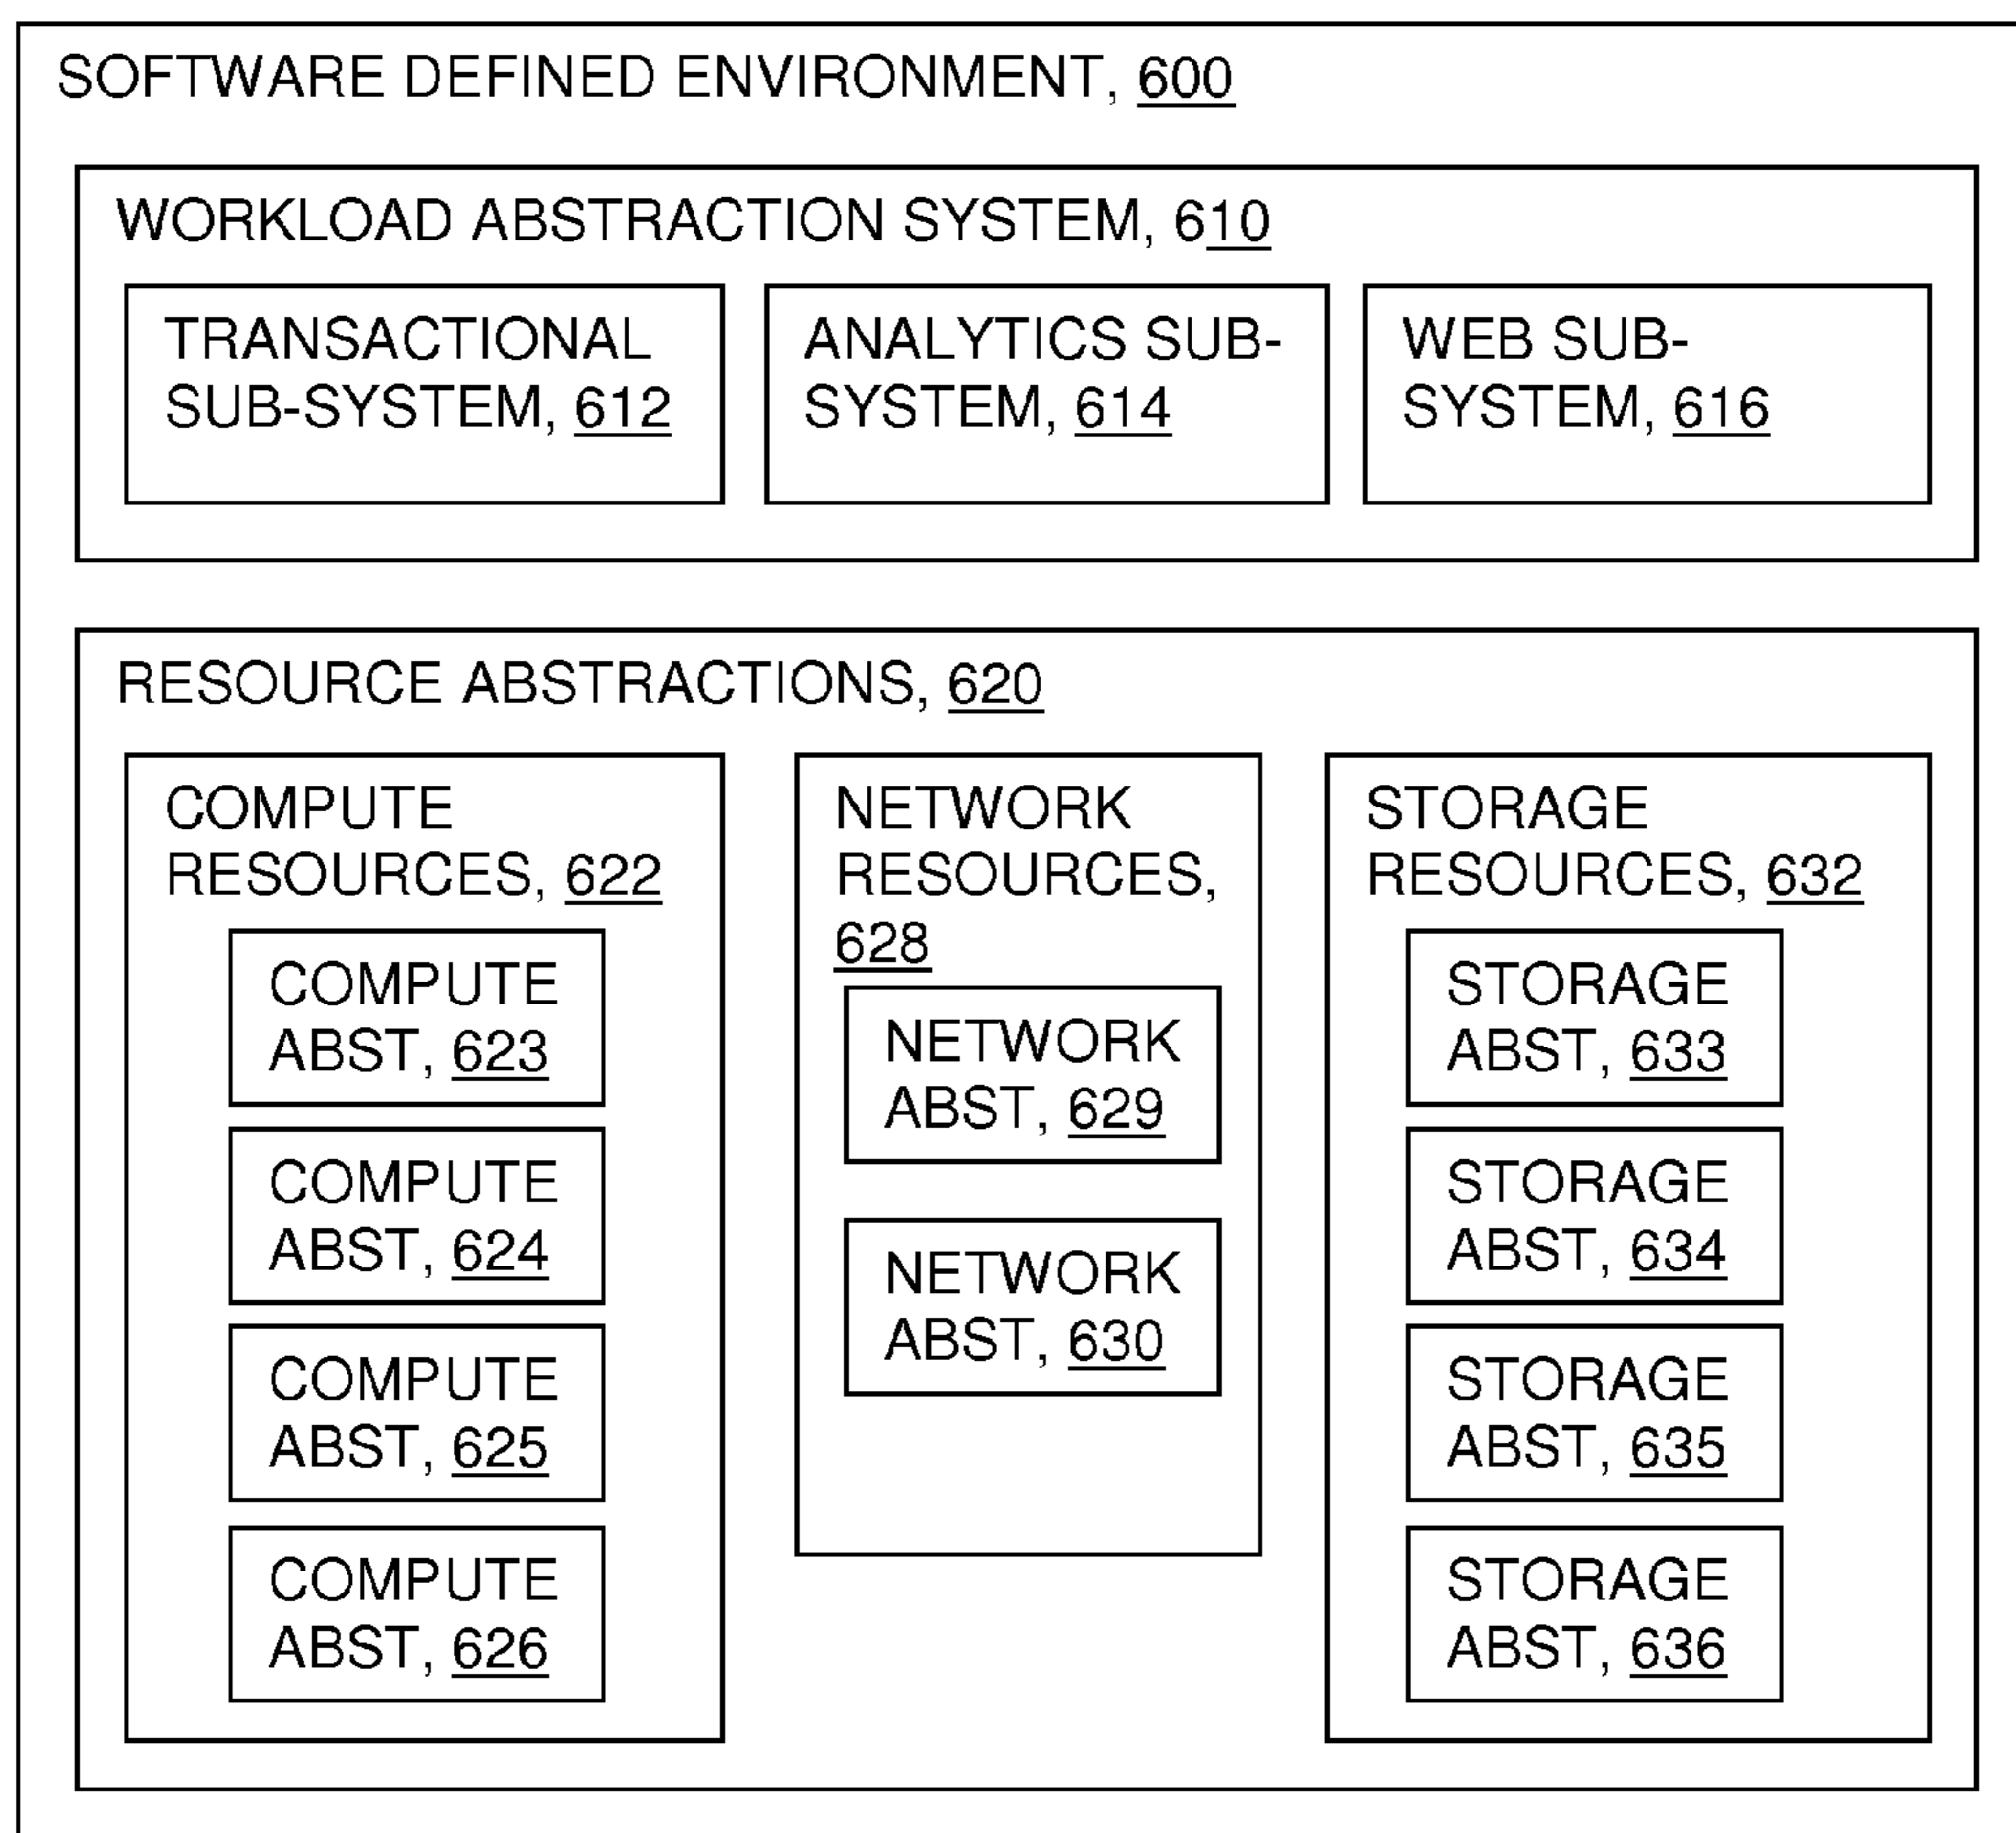 SOFTWARE DEFINED ENVIRONMENT, 600
WORKLOAD ABSTRACTION SYSTEM, 610
TRANSACTIONAL
SUB-SYSTEM, 612
ANALYTICS SUB-
SYSTEM, 614
WEB SUB-
SYSTEM, 616
RESOURCE ABSTRACTIONS, 620
COMPUTE
RESOURCES, 622
COMPUTE
ABST, 623
COMPUTE
ABST, 624
COMPUTE
ABST, 625
COMPUTE
ABST, 626
NETWORK
RESOURCES,
628
NETWORK
ABST, 629
NETWORK
ABST, 630
STORAGE
RESOURCES, 632
STORAGE
ABST, 633
STORAGE
ABST, 634
STORAGE
ABST, 635
STORAGE
ABST, 636